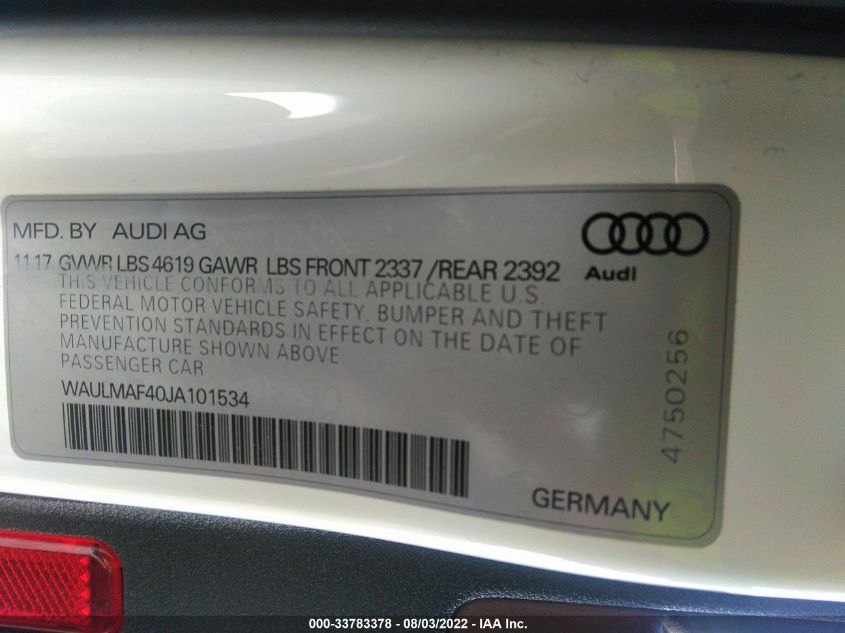 MFD. BY AUDI AG
11 17 GVWR LBS 4619 GAWR LBS FRONT 2337 /REAR 2392
Audi
THIS VEHICLE CONFORMS TO ALL APPLICABLE U.S.
FEDERAL MOTOR VEHICLE SAFETY, BUMPER AND THEFT
PREVENTION STANDARDS IN EFFECT ON THE DATE OF
MANUFACTURE SHOWN ABOVE
PASSENGER CAR
WAULMAF40JA101534
4750256
GERMANY
000-33783378 - 08/03/2022 - IAA Inc.